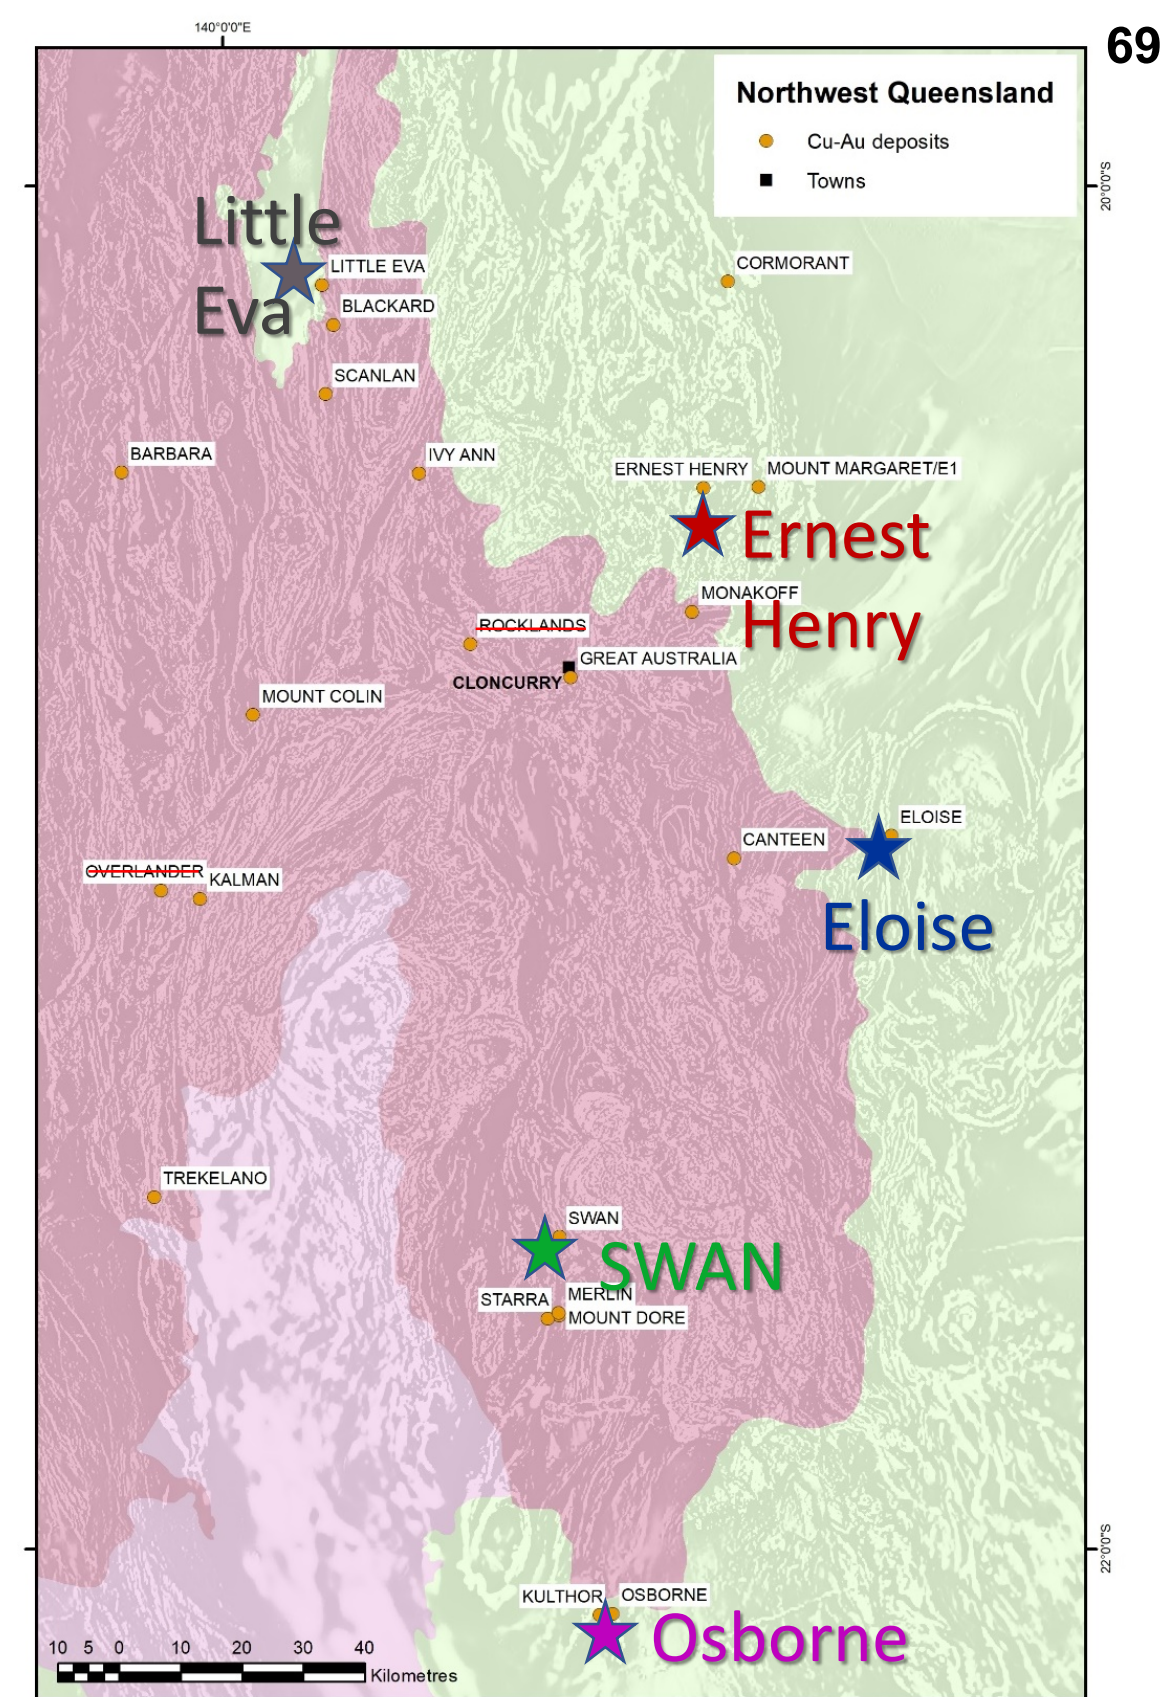 140°0'0"E
69
Northwest Queensland
Cu-Au deposits
Towns
20°0'0"S
Little
Eva
LITTLE EVA
BLACKARD
CORMORANT
SCANLAN
BARBARA
IVY ANN
ERNEST HENRY
MOUNT MARGARET/E1
Ernest
Henry
MONAKOFF
ROCKLANDS
GREAT AUSTRALIA
CLONCURRY
MOUNT COLIN
ELOISE
CANTEEN
OVERLANDER
KALMAN
Eloise
TREKELANO
SWAN
SWAN
STARRA
MERLIN
MOUNT DORE
22°0'0"S
KULTHOR
OSBORNE
Osborne
10 5 0 10 20 30 40
Kilometres